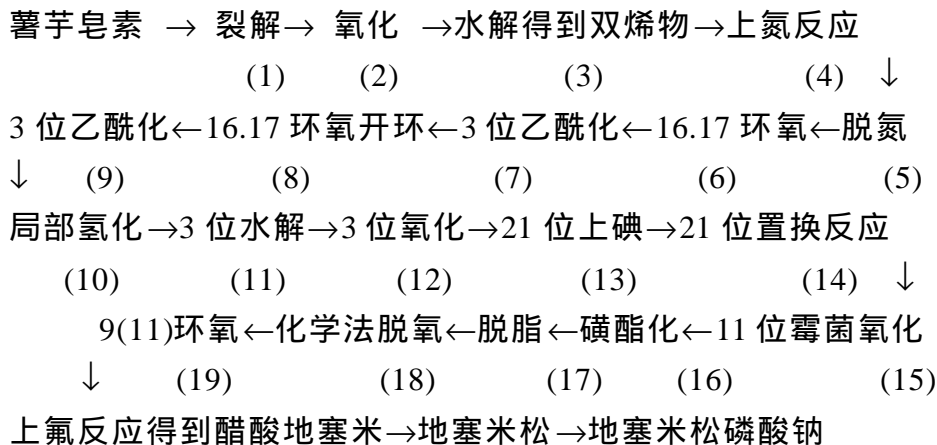 薯芋皂素 → 裂解→ 氧化 →水解得到双烯物→上氮反应
(1) (2) (3) (4) ↓
3 位乙酰化←16.17 环氧开环←3 位乙酰化←16.17 环氧←脱氮
↓ (9) (8) (7) (6) (5)
局部氢化→3 位水解→3 位氧化→21 位上碘→21 位置换反应
(10) (11) (12) (13) (14) ↓
9(11)环氧←化学法脱氧←脱脂←磺酯化←11 位霉菌氧化
↓ (19) (18) (17) (16) (15)
上氟反应得到醋酸地塞米→地塞米松→地塞米松磷酸钠